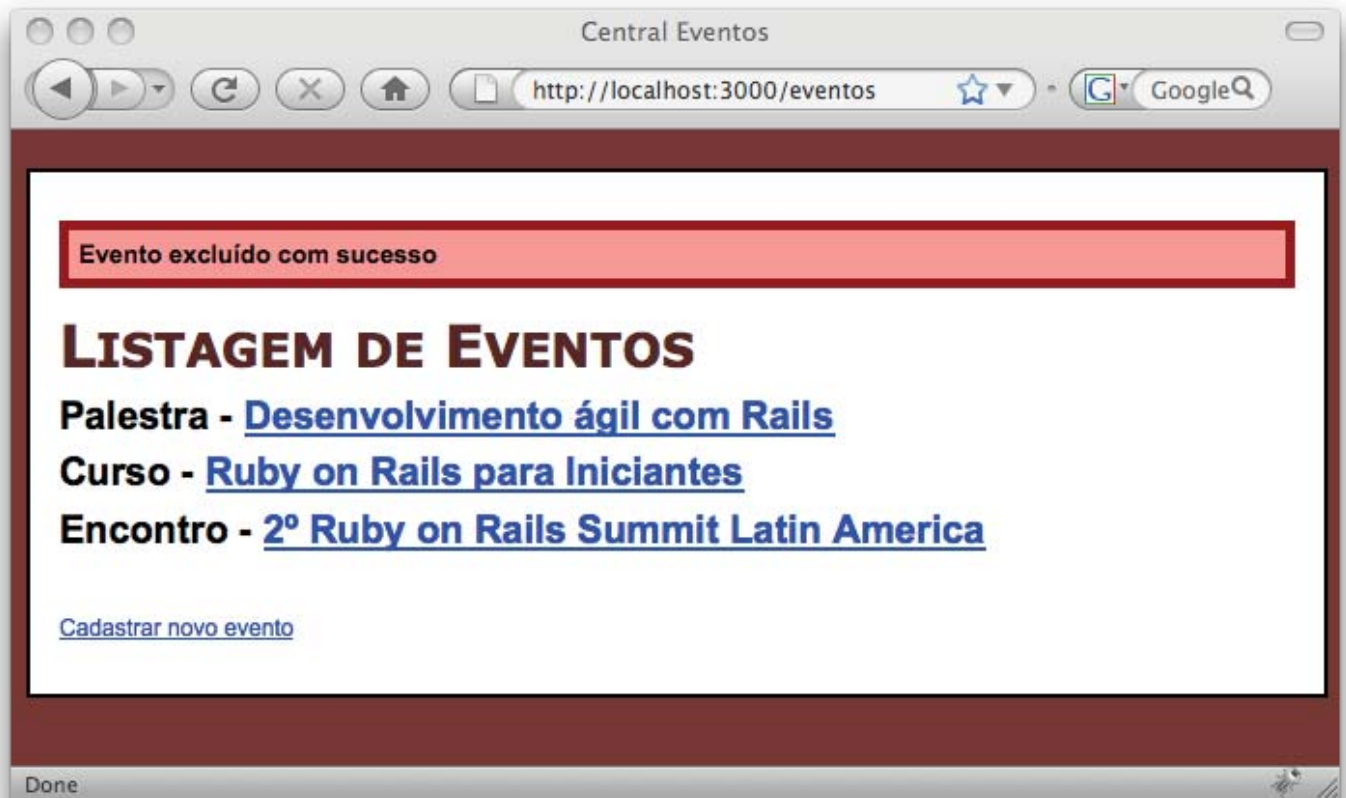 Central Eventos
http://localhost:3000/eventos
G Google
Evento excluído com sucesso
LISTAGEM DE EVENTOS
Palestra - Desenvolvimento ágil com Rails
Curso - Ruby on Rails para Iniciantes
Encontro - 2º Ruby on Rails Summit Latin America
Cadastrar novo evento
Done